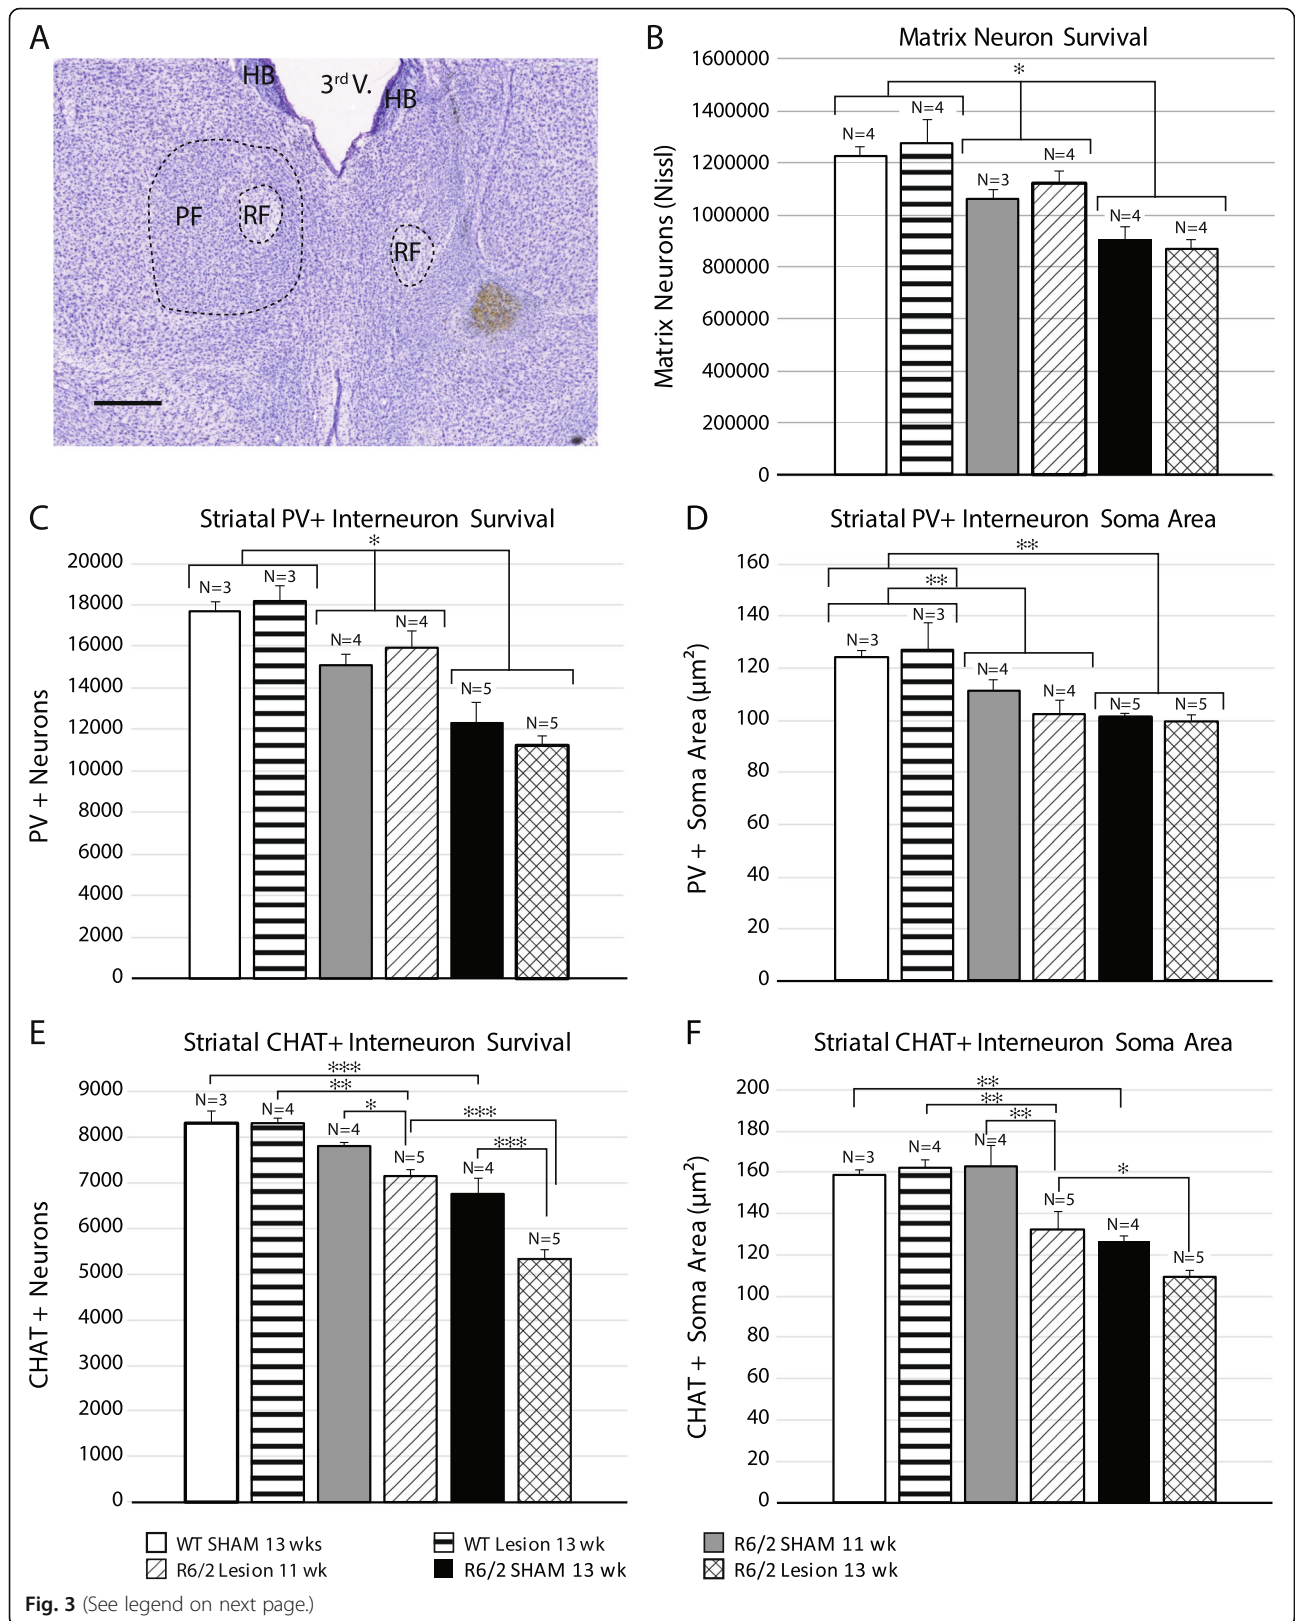 A
HB
3rd V.
HB
PF
RF
RF
B
Matrix Neuron Survival
Matrix Neurons (Nissl)
1600000
1400000
1200000
1000000
800000
600000
400000
200000
0
*
N=4
N=4
N=3
N=4
N=4
N=4
C
Striatal PV+ Interneuron Survival
PV + Neurons
20000
18000
16000
14000
12000
10000
8000
6000
4000
2000
0
*
N=3
N=3
N=4
N=4
N=5
N=5
D
Striatal PV+ Interneuron Soma Area
PV + Soma Area (µm²)
160
140
120
100
80
60
40
20
0
**
**
N=3
N=3
N=4
N=4
N=5
N=5
E
Striatal CHAT+ Interneuron Survival
CHAT + Neurons
9000
8000
7000
6000
5000
4000
3000
2000
1000
0
***
**
*
***
***
N=3
N=4
N=4
N=5
N=4
N=5
F
Striatal CHAT+ Interneuron Soma Area
CHAT + Soma Area (µm²)
200
180
160
140
120
100
80
60
40
20
0
**
**
**
*
N=3
N=4
N=4
N=5
N=4
N=5
WT SHAM 13 wks
WT Lesion 13 wk
R6/2 SHAM 11 wk
R6/2 Lesion 11 wk
R6/2 SHAM 13 wk
R6/2 Lesion 13 wk
Fig. 3 (See legend on next page.)